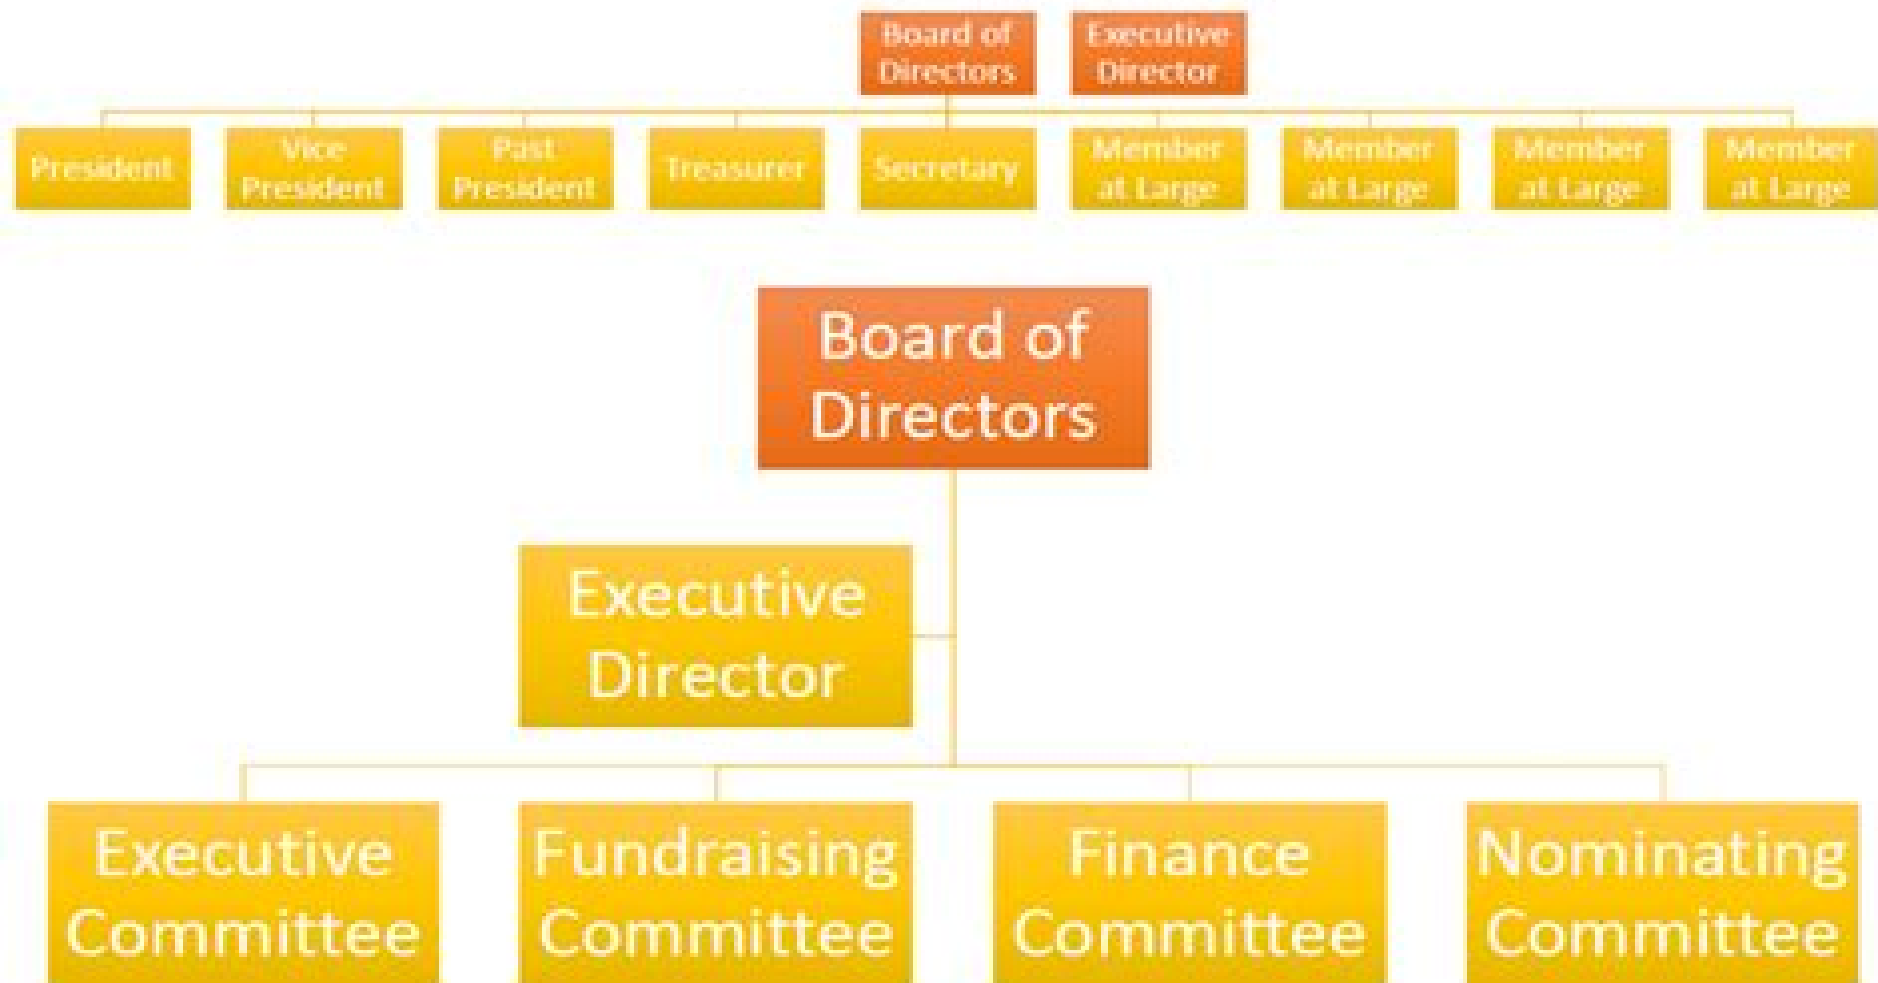 Board of
Directors
Executive
Director
President
Vice
President
Past
President
Treasurer
Secretary
Member
at Large
Member
at Large
Member
at Large
Member
at Large
Board of
Directors
Executive
Director
Executive
Committee
Fundraising
Committee
Finance
Committee
Nominating
Committee